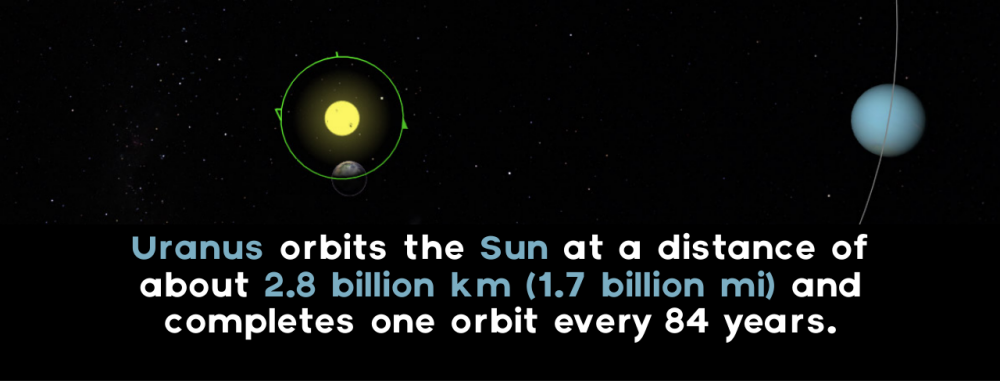 Uranus orbits the Sun at a distance of
about 2.8 billion km (1.7 billion mi) and
completes one orbit every 84 years.